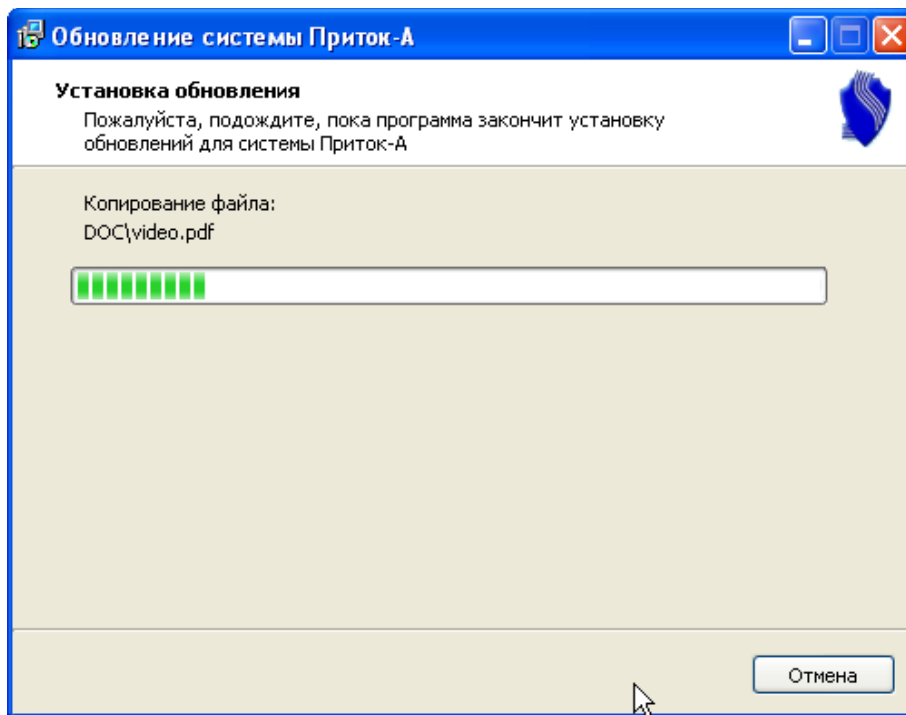 Обновление системы Приток-А
Установка обновления
Пожалуйста, подождите, пока программа закончит установку
обновлений для системы Приток-А
Копирование файла:
DOC\video.pdf
Отмена